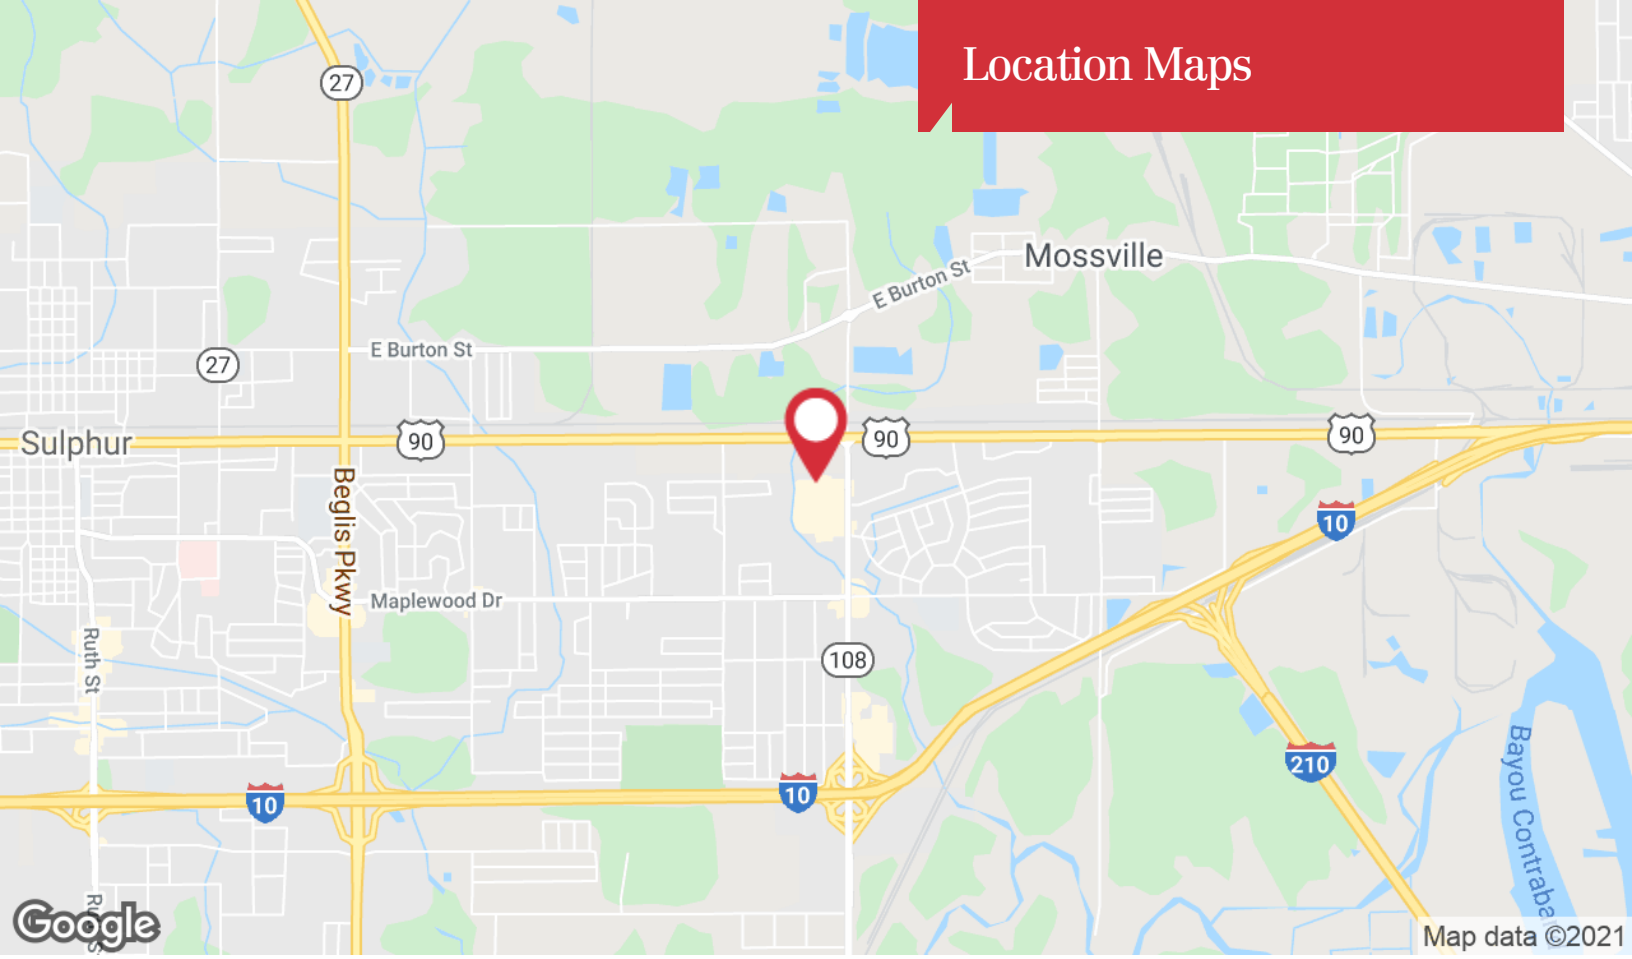 Location Maps
27
Mossville
E Burton St
E Burton St
27
Sulphur
90
90
90
Beglis Pkwy
10
Maplewood Dr
Ruth St
108
210
Bayou Contraban
10
10
Google
Map data ©2021